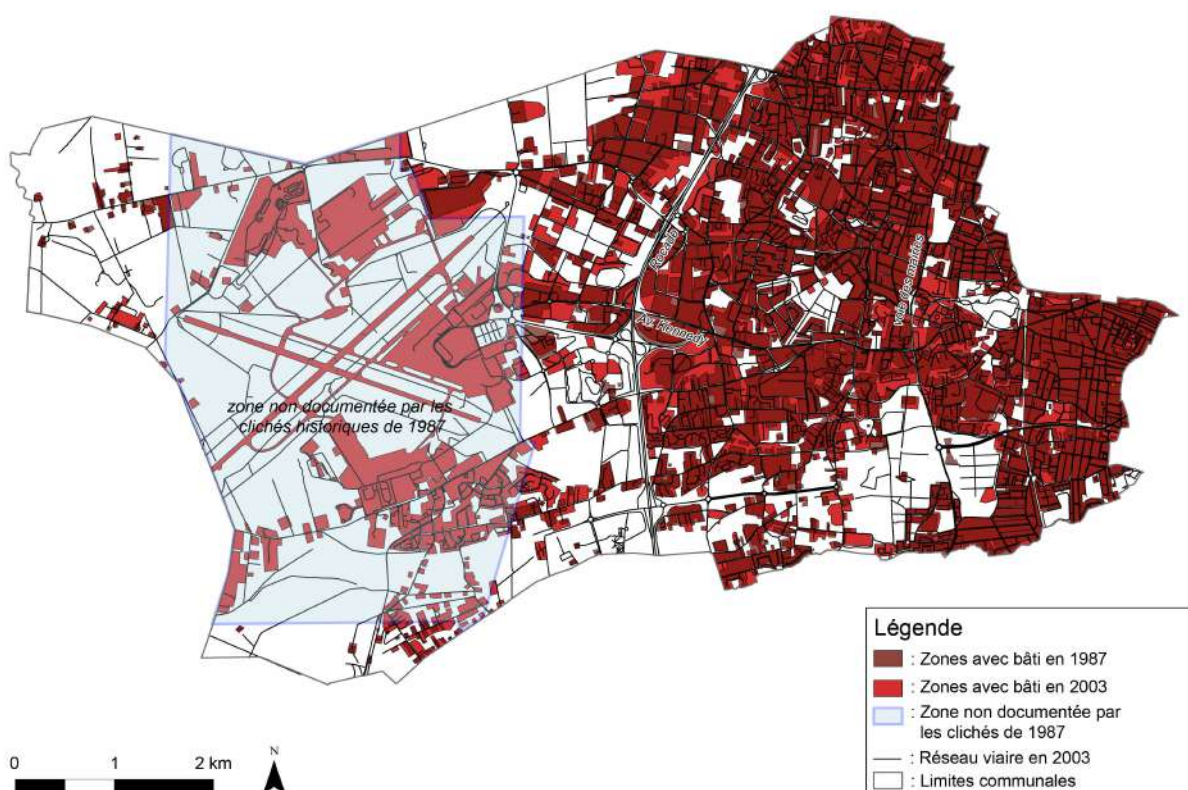 Rocade
Av. Kennedy
voie des mairies
zone non documentée par les
clichés historiques de 1987
Légende
: Zones avec bâti en 1987
: Zones avec bâti en 2003
: Zone non documentée par
les clichés de 1987
: Réseau viaire en 2003
: Limites communales
0 1 2 km
N